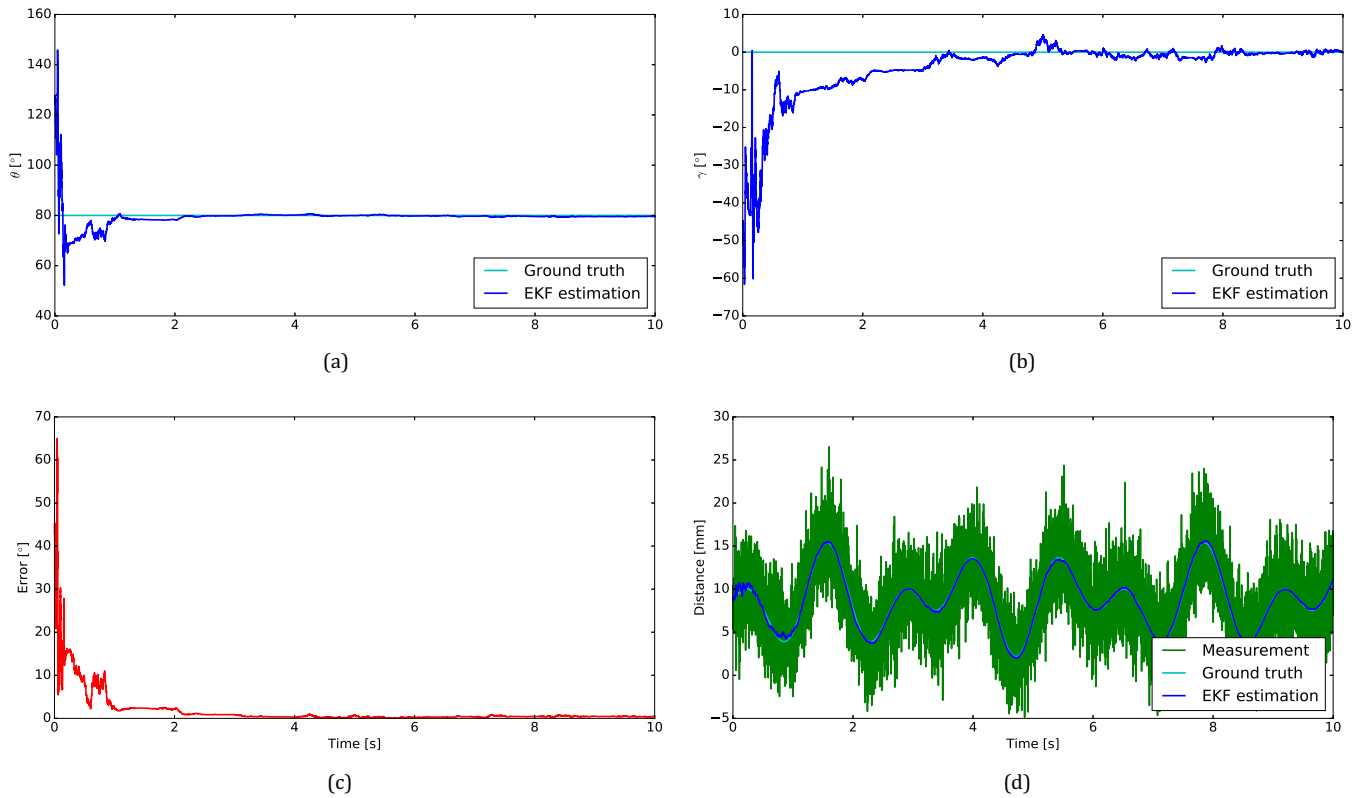 160
140
120
100
80
60
40
θ [°]
0 2 4 6 8 10
Ground truth
EKF estimation
(a)
10
0
−10
−20
−30
−40
−50
−60
−70
γ [°]
0 2 4 6 8 10
Ground truth
EKF estimation
(b)
70
60
50
40
30
20
10
0
Error [°]
0 2 4 6 8 10
Time [s]
(c)
30
25
20
15
10
5
0
−5
Distance [mm]
Measurement
Ground truth
EKF estimation
0 2 4 6 8 10
Time [s]
(d)